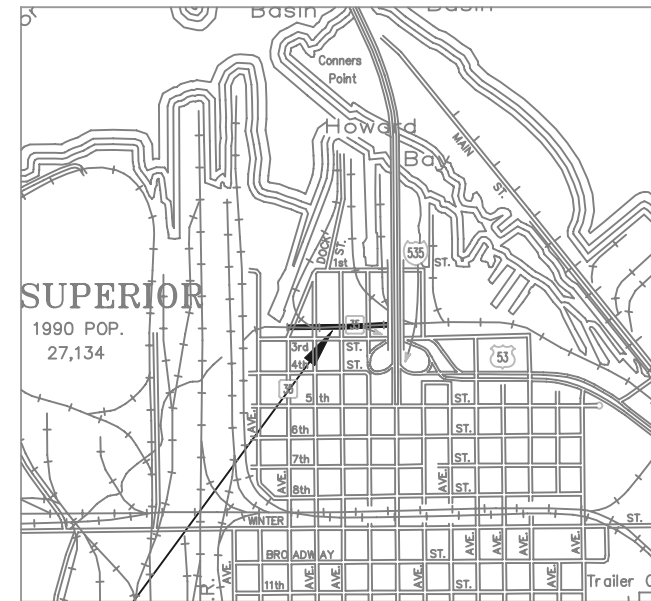 Basin
Basin
Conners
Point
Howard
Bay
MAIN
ST.
DOCK
ST.
1st
ST.
535
SUPERIOR
1990 POP.
27,134
35
3rd
ST.
4th
ST.
53
35
5th
ST.
AVE.
6th
ST.
7th
ST.
AVE.
8th
AVE.
ST.
WINTER
ST.
BROADWAY
ST.
AVE.
AVE.
AVE.
AVE.
11th
AVE.
AVE.
AVE.
ST.
AVE.
R.
Trailer